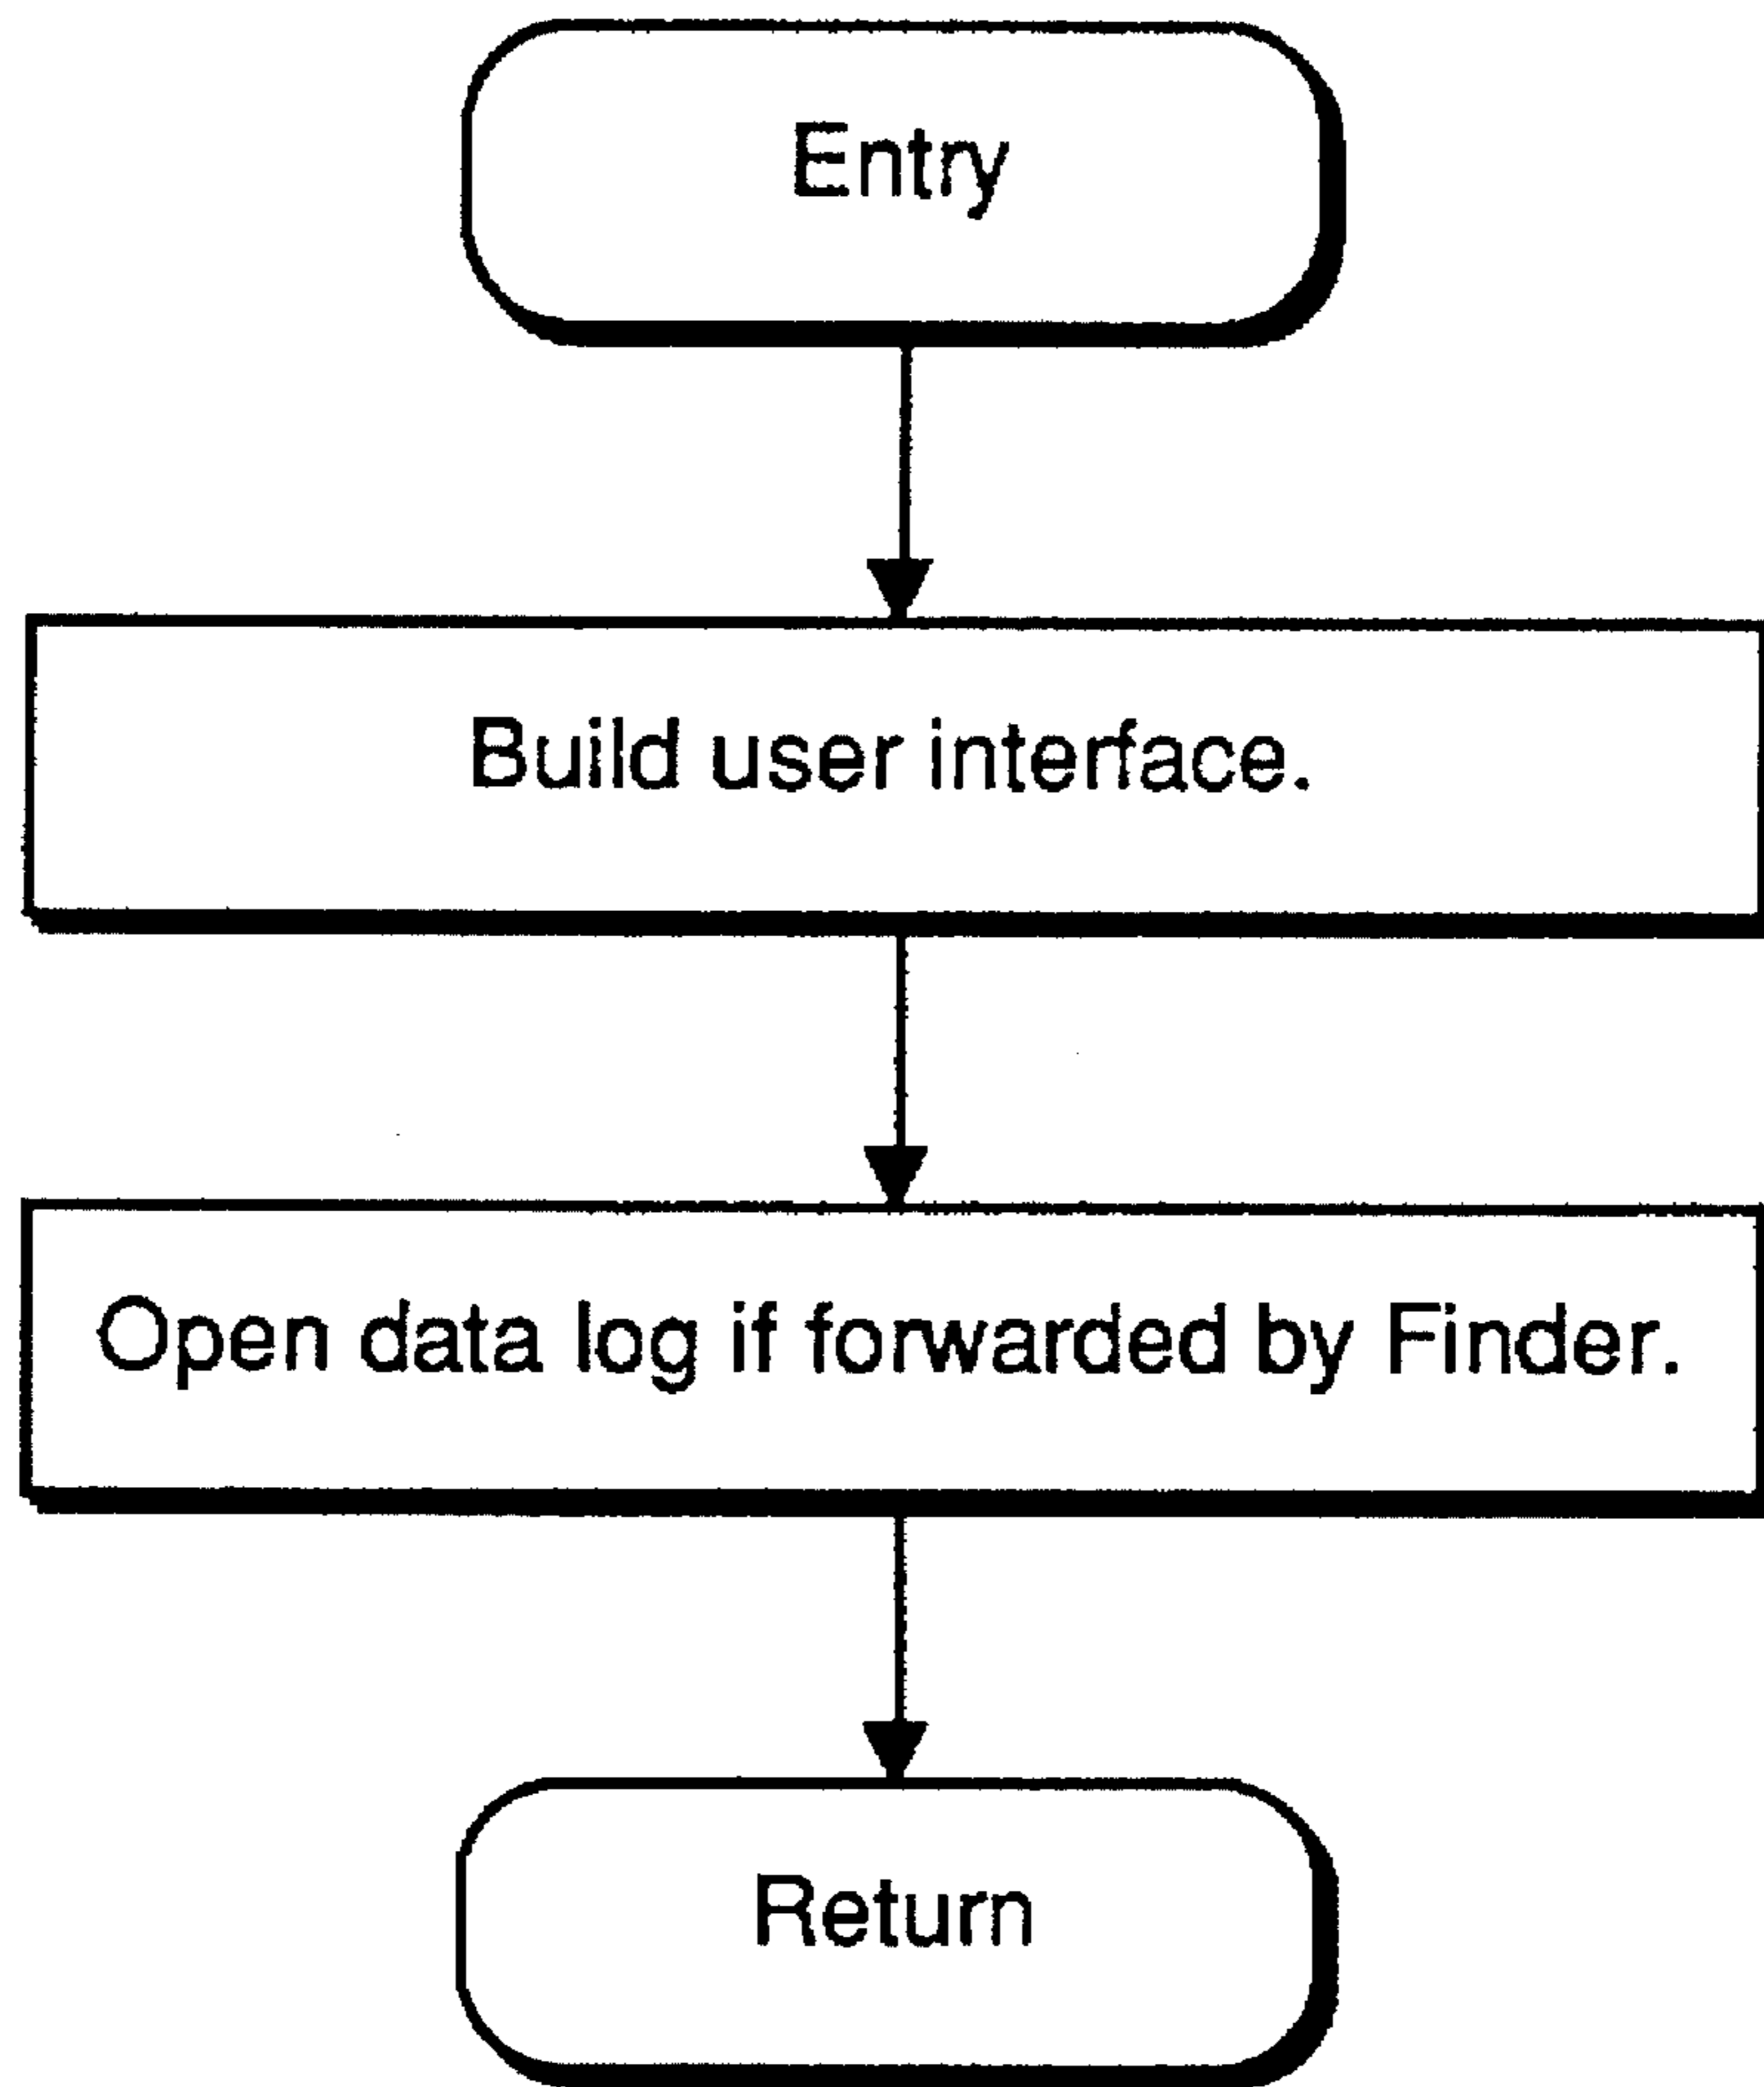 Entry
Build user interface.
Open data log if forwarded by Finder.
Return